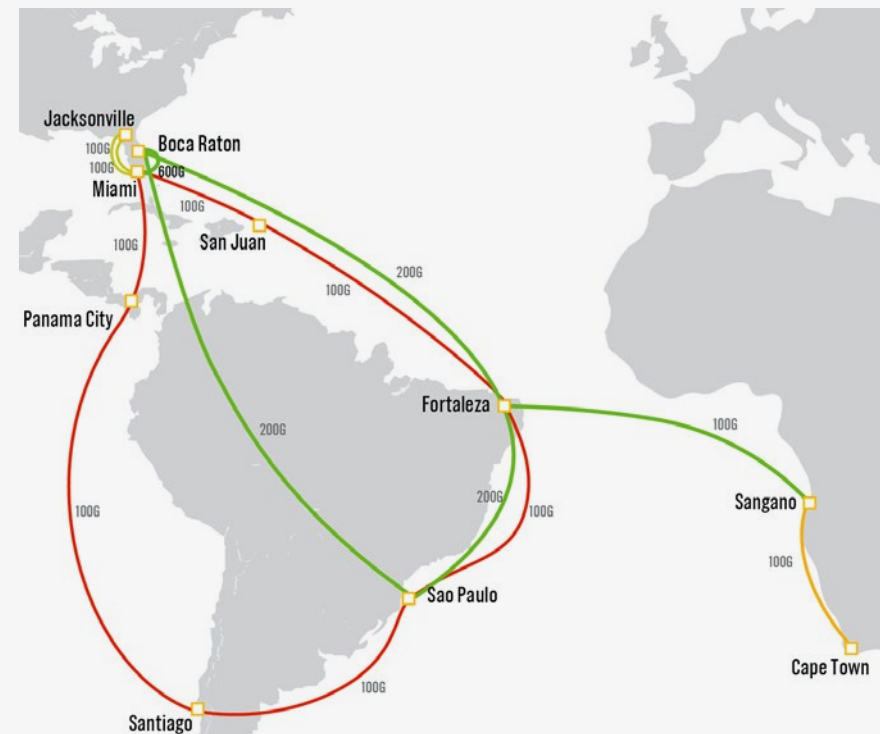 Jacksonville
100G
Boca Raton
100G
600G
Miami
100G
San Juan
100G
200G
100G
Panama City
Fortaleza
200G
100G
200G
Sangano
100G
100G
100G
Sao Paulo
Cape Town
100G
Santiago